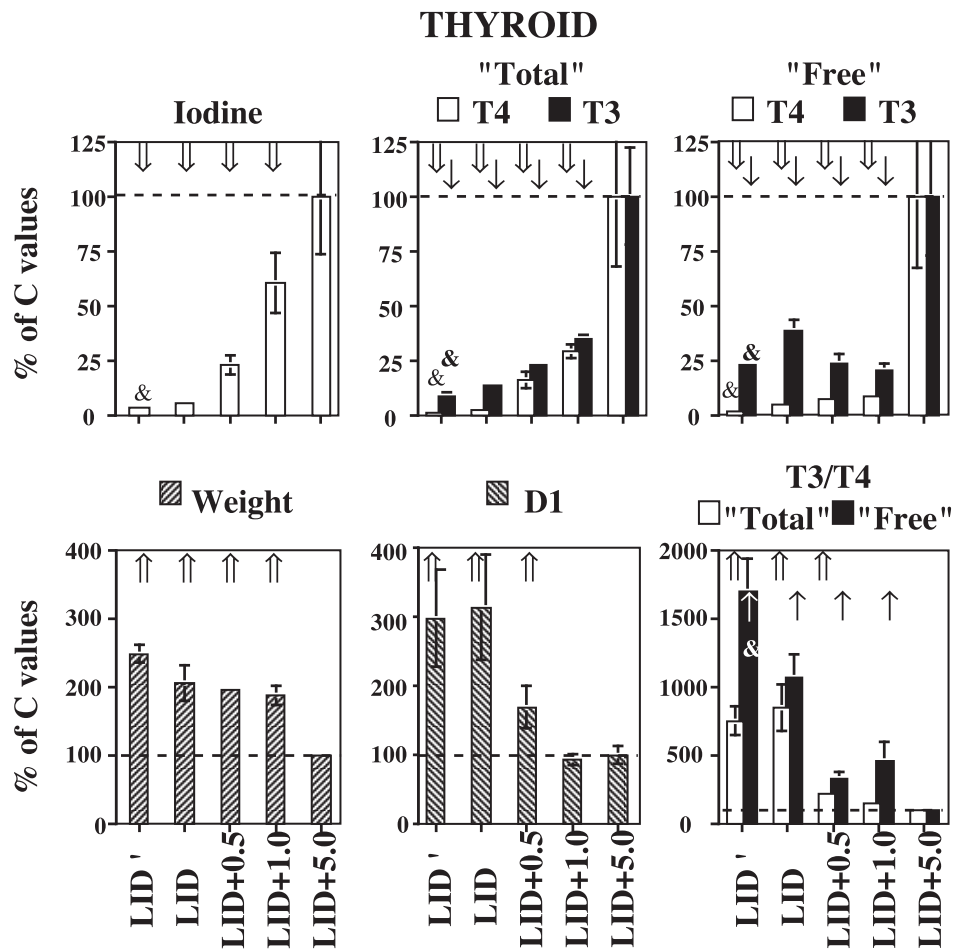 THYROID
"Total"
"Free"
Iodine
T4 T3
T4 T3
% of C values
125
100
75
50
25
0
&
125
100
75
50
25
0
& &
125
100
75
50
25
0
& &
Weight
D1
T3/T4
"Total" "Free"
% of C values
400
300
200
100
0
LID '
LID
LID+0.5
LID+1.0
LID+5.0
400
300
200
100
0
LID '
LID
LID+0.5
LID+1.0
LID+5.0
2000
1500
1000
500
0
&
LID '
LID
LID+0.5
LID+1.0
LID+5.0